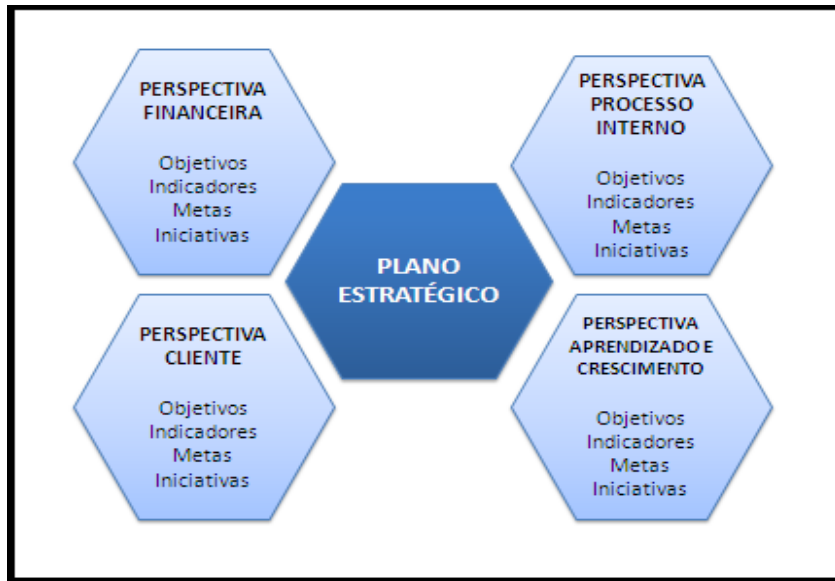 PERSPECTIVA
FINANCEIRA
Objetivos
Indicadores
Metas
Iniciativas
PERSPECTIVA
PROCESSO
INTERNO
Objetivos
Indicadores
Metas
Iniciativas
PLANO
ESTRATÉGICO
PERSPECTIVA
CLIENTE
Objetivos
Indicadores
Metas
Iniciativas
PERSPECTIVA
APRENDIZADO E
CRESCIMENTO
Objetivos
Indicadores
Metas
Iniciativas